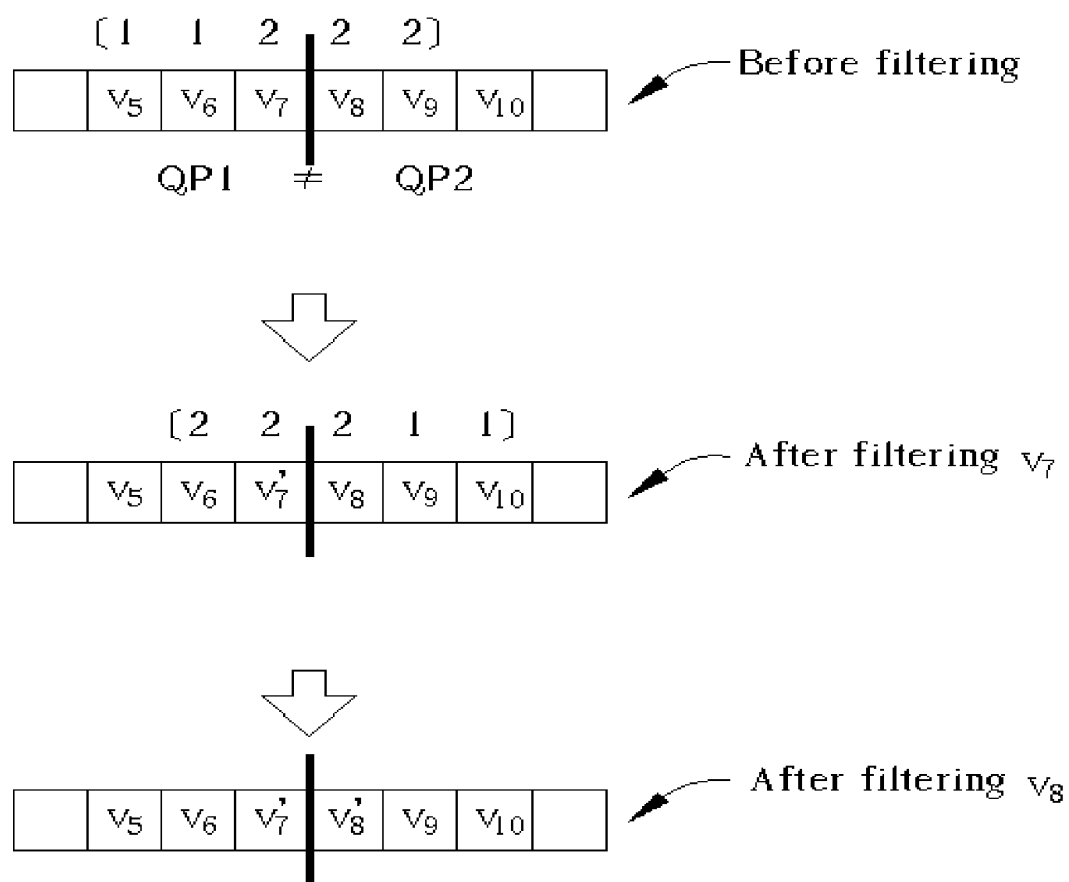 [1 1 2 2 2]
Before filtering
V5 V6 V7 V8 V9 V10
QP1 ≠ QP2
[2 2 2 1 1]
After filtering V7
V5 V6 V7' V8 V9 V10
After filtering V8
V5 V6 V7' V8' V9 V10